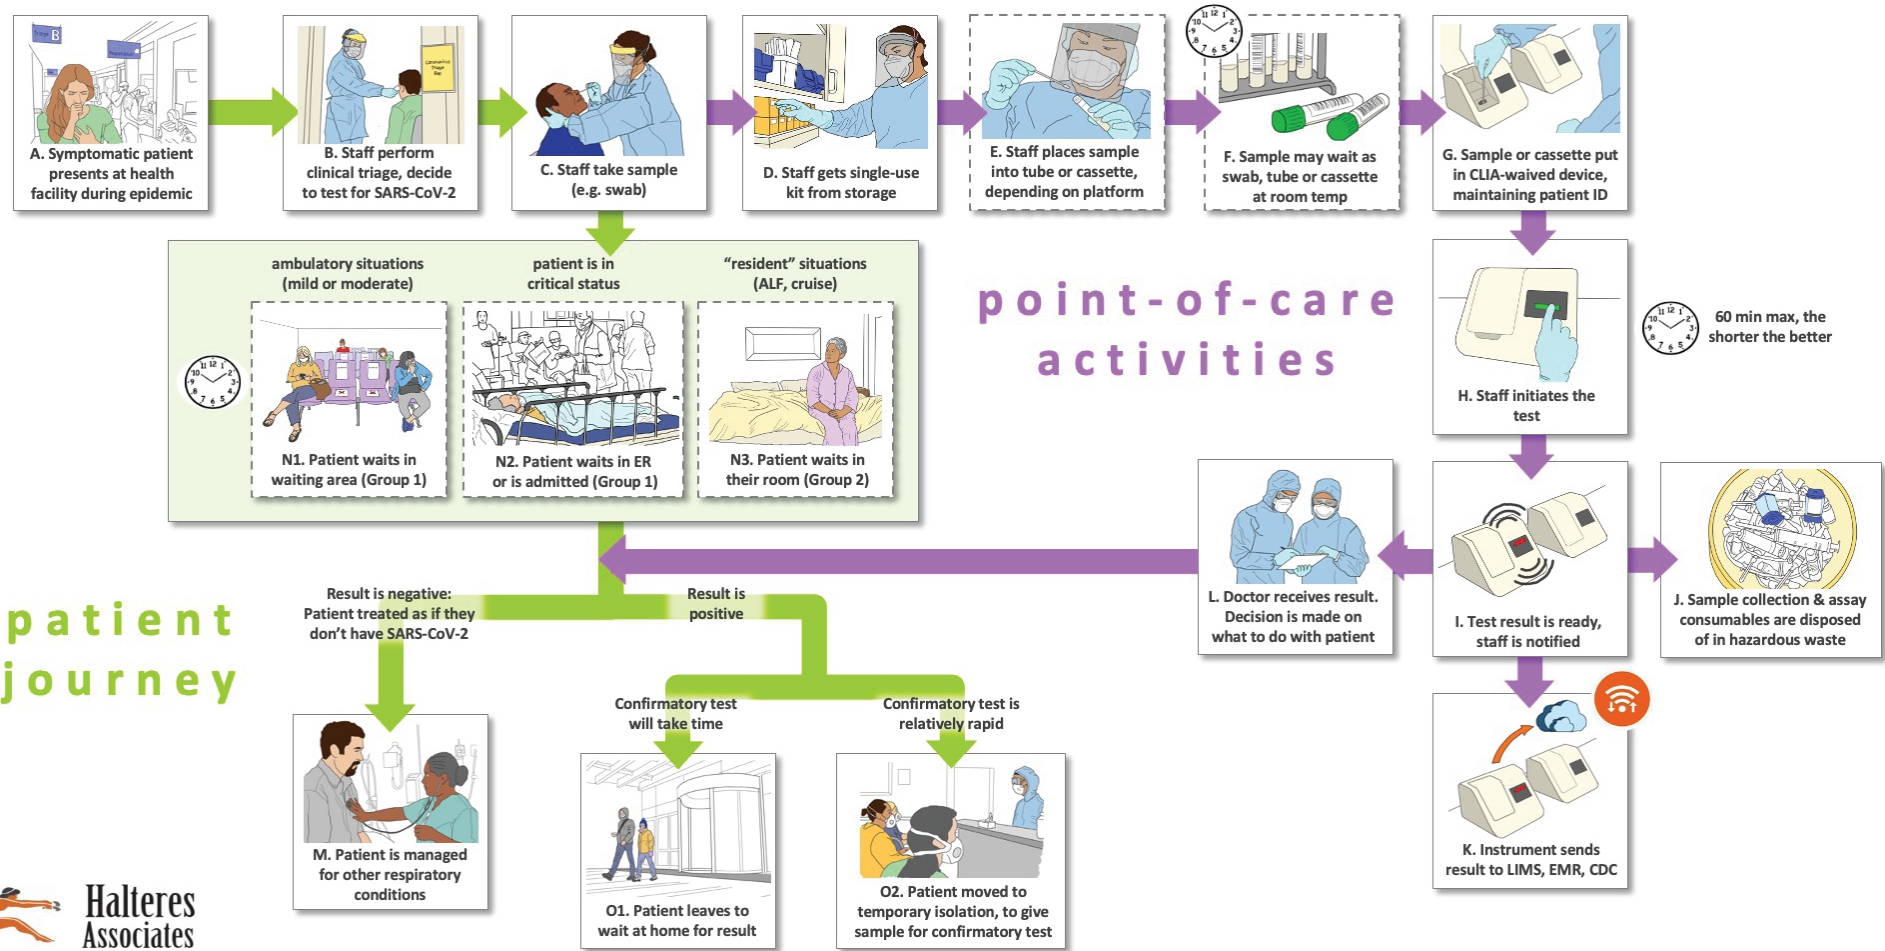 Triage B
Registration
A. Symptomatic patient
presents at health
facility during epidemic
Coronavirus
Triage
Bay
B. Staff perform
clinical triage, decide
to test for SARS-CoV-2
C. Staff take sample
(e.g. swab)
D. Staff gets single-use
kit from storage
E. Staff places sample
into tube or cassette,
depending on platform
F. Sample may wait as
swab, tube or cassette
at room temp
G. Sample or cassette put
in CLIA-waived device,
maintaining patient ID
ambulatory situations
(mild or moderate)
patient is in
critical status
“resident” situations
(ALF, cruise)
N1. Patient waits in
waiting area (Group 1)
N2. Patient waits in ER
or is admitted (Group 1)
N3. Patient waits in
their room (Group 2)
point-of-care
activities
H. Staff initiates the
test
60 min max, the
shorter the better
L. Doctor receives result.
Decision is made on
what to do with patient
I. Test result is ready,
staff is notified
J. Sample collection & assay
consumables are disposed
of in hazardous waste
K. Instrument sends
result to LIMS, EMR, CDC
patient
journey
Result is negative:
Patient treated as if they
don’t have SARS-CoV-2
Result is
positive
Confirmatory test
will take time
Confirmatory test is
relatively rapid
M. Patient is managed
for other respiratory
conditions
O1. Patient leaves to
wait at home for result
O2. Patient moved to
temporary isolation, to give
sample for confirmatory test
Halteres
Associates